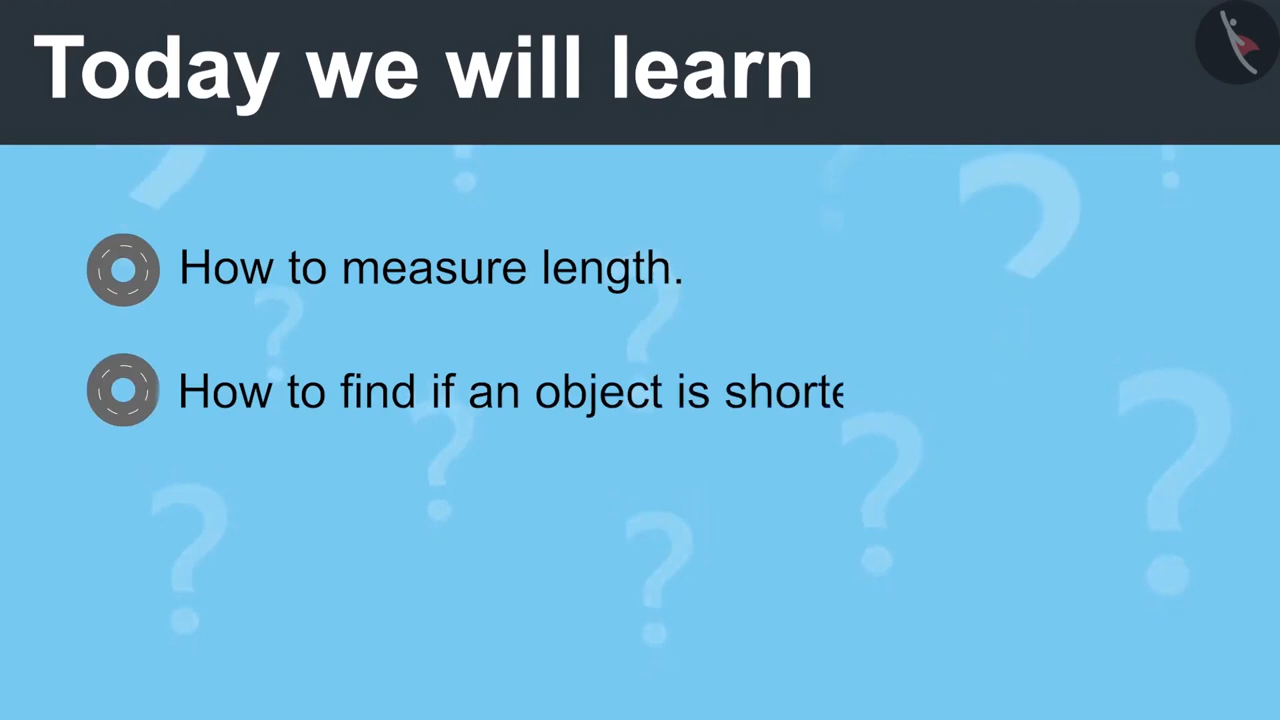 Today we will learn
How to measure length.
How to find if an object is shorte